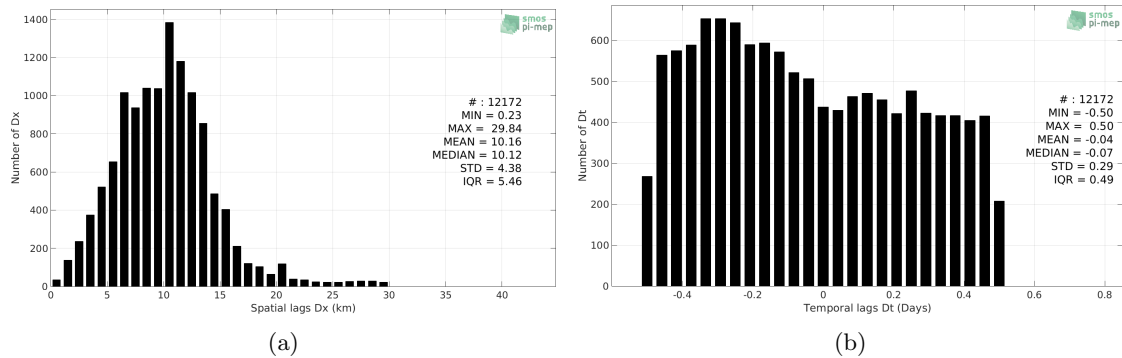 1400
1200
1000
800
600
400
200
0
Number of Dx
smos
pi-mep
# : 12172
MIN = 0.23
MAX = 29.84
MEAN = 10.16
MEDIAN = 10.12
STD = 4.38
IQR = 5.46
0 5 10 15 20 25 30 35 40
Spatial lags Dx (km)
(a)
600
500
400
300
200
100
0
Number of Dt
smos
pi-mep
# : 12172
MIN = -0.50
MAX = 0.50
MEAN = -0.04
MEDIAN = -0.07
STD = 0.29
IQR = 0.49
-0.4 -0.2 0 0.2 0.4 0.6 0.8
Temporal lags Dt (Days)
(b)